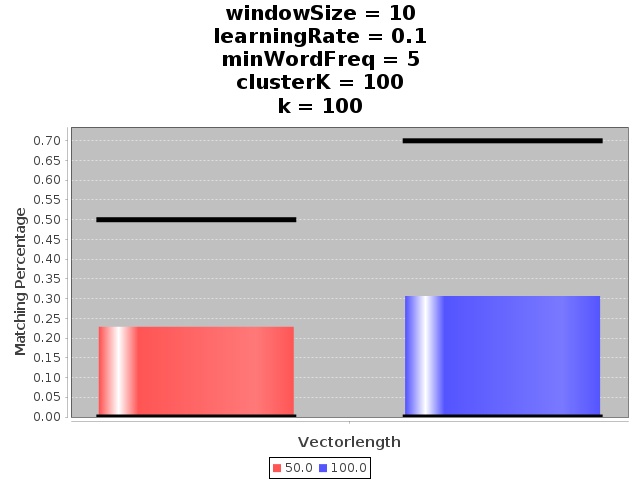 windowSize = 10
learningRate = 0.1
minWordFreq = 5
clusterK = 100
k = 100
0.70
0.65
0.60
0.55
0.50
0.45
0.40
0.35
0.30
0.25
0.20
0.15
0.10
0.05
0.00
Matching Percentage
Vectorlength
50.0 100.0